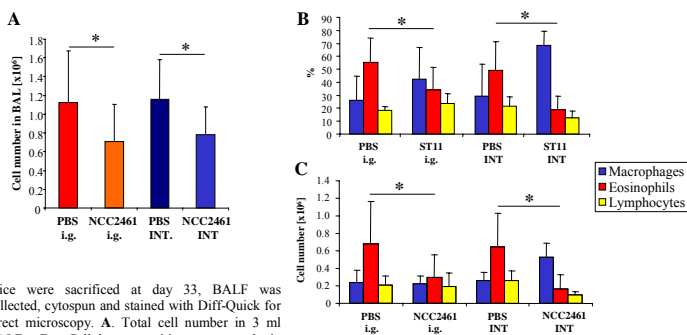 A
Cell number in BAL [x10⁶]
1.8
1.6
1.4
1.2
1.0
0.8
0.6
0.4
0.2
0
*
*
PBS i.g.
NCC2461 i.g.
PBS INT.
NCC2461 INT
B
%
90
80
70
60
50
40
30
20
10
0
*
*
PBS i.g.
ST11 i.g.
PBS INT
ST11 INT
C
Cell number [x10⁶]
1.4
1.2
1
0.8
0.6
0.4
0.2
0
*
*
PBS i.g.
NCC2461 i.g.
PBS INT
NCC2461 INT
Macrophages
Eosinophils
Lymphocytes
ice were sacrificed at day 33, BALF was
llected, cytospun and stained with Diff-Quick for
rect microscopy. A. Total cell number in 3 ml